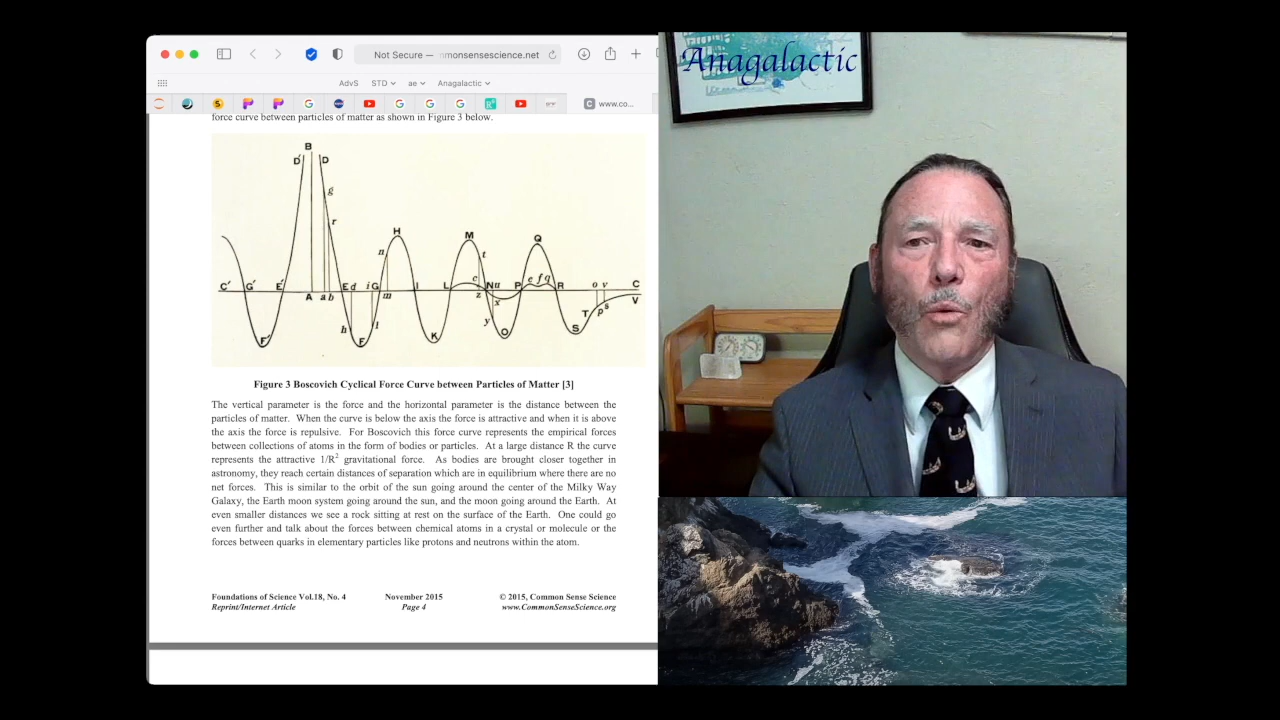 Not Secure — mmonsensescience.net
AdvS STD ae Anagalactic
www.co...
force curve between particles of matter as shown in Figure 3 below.
B
D' D
g
r
H M Q
n t
C' G' E' A a b E d i G m I L c z N u P e f q R o v C
x V
h l y T p s
F' F K O S
Figure 3 Boscovich Cyclical Force Curve between Particles of Matter [3]
The vertical parameter is the force and the horizontal parameter is the distance between the
particles of matter. When the curve is below the axis the force is attractive and when it is above
the axis the force is repulsive. For Boscovich this force curve represents the empirical forces
between collections of atoms in the form of bodies or particles. At a large distance R the curve
represents the attractive 1/R² gravitational force. As bodies are brought closer together in
astronomy, they reach certain distances of separation which are in equilibrium where there are no
net forces. This is similar to the orbit of the sun going around the center of the Milky Way
Galaxy, the Earth moon system going around the sun, and the moon going around the Earth. At
even smaller distances we see a rock sitting at rest on the surface of the Earth. One could go
even further and talk about the forces between chemical atoms in a crystal or molecule or the
forces between quarks in elementary particles like protons and neutrons within the atom.
Foundations of Science Vol.18, No. 4 November 2015 © 2015, Common Sense Science
Reprint/Internet Article Page 4 www.CommonSenseScience.org
Anagalactic